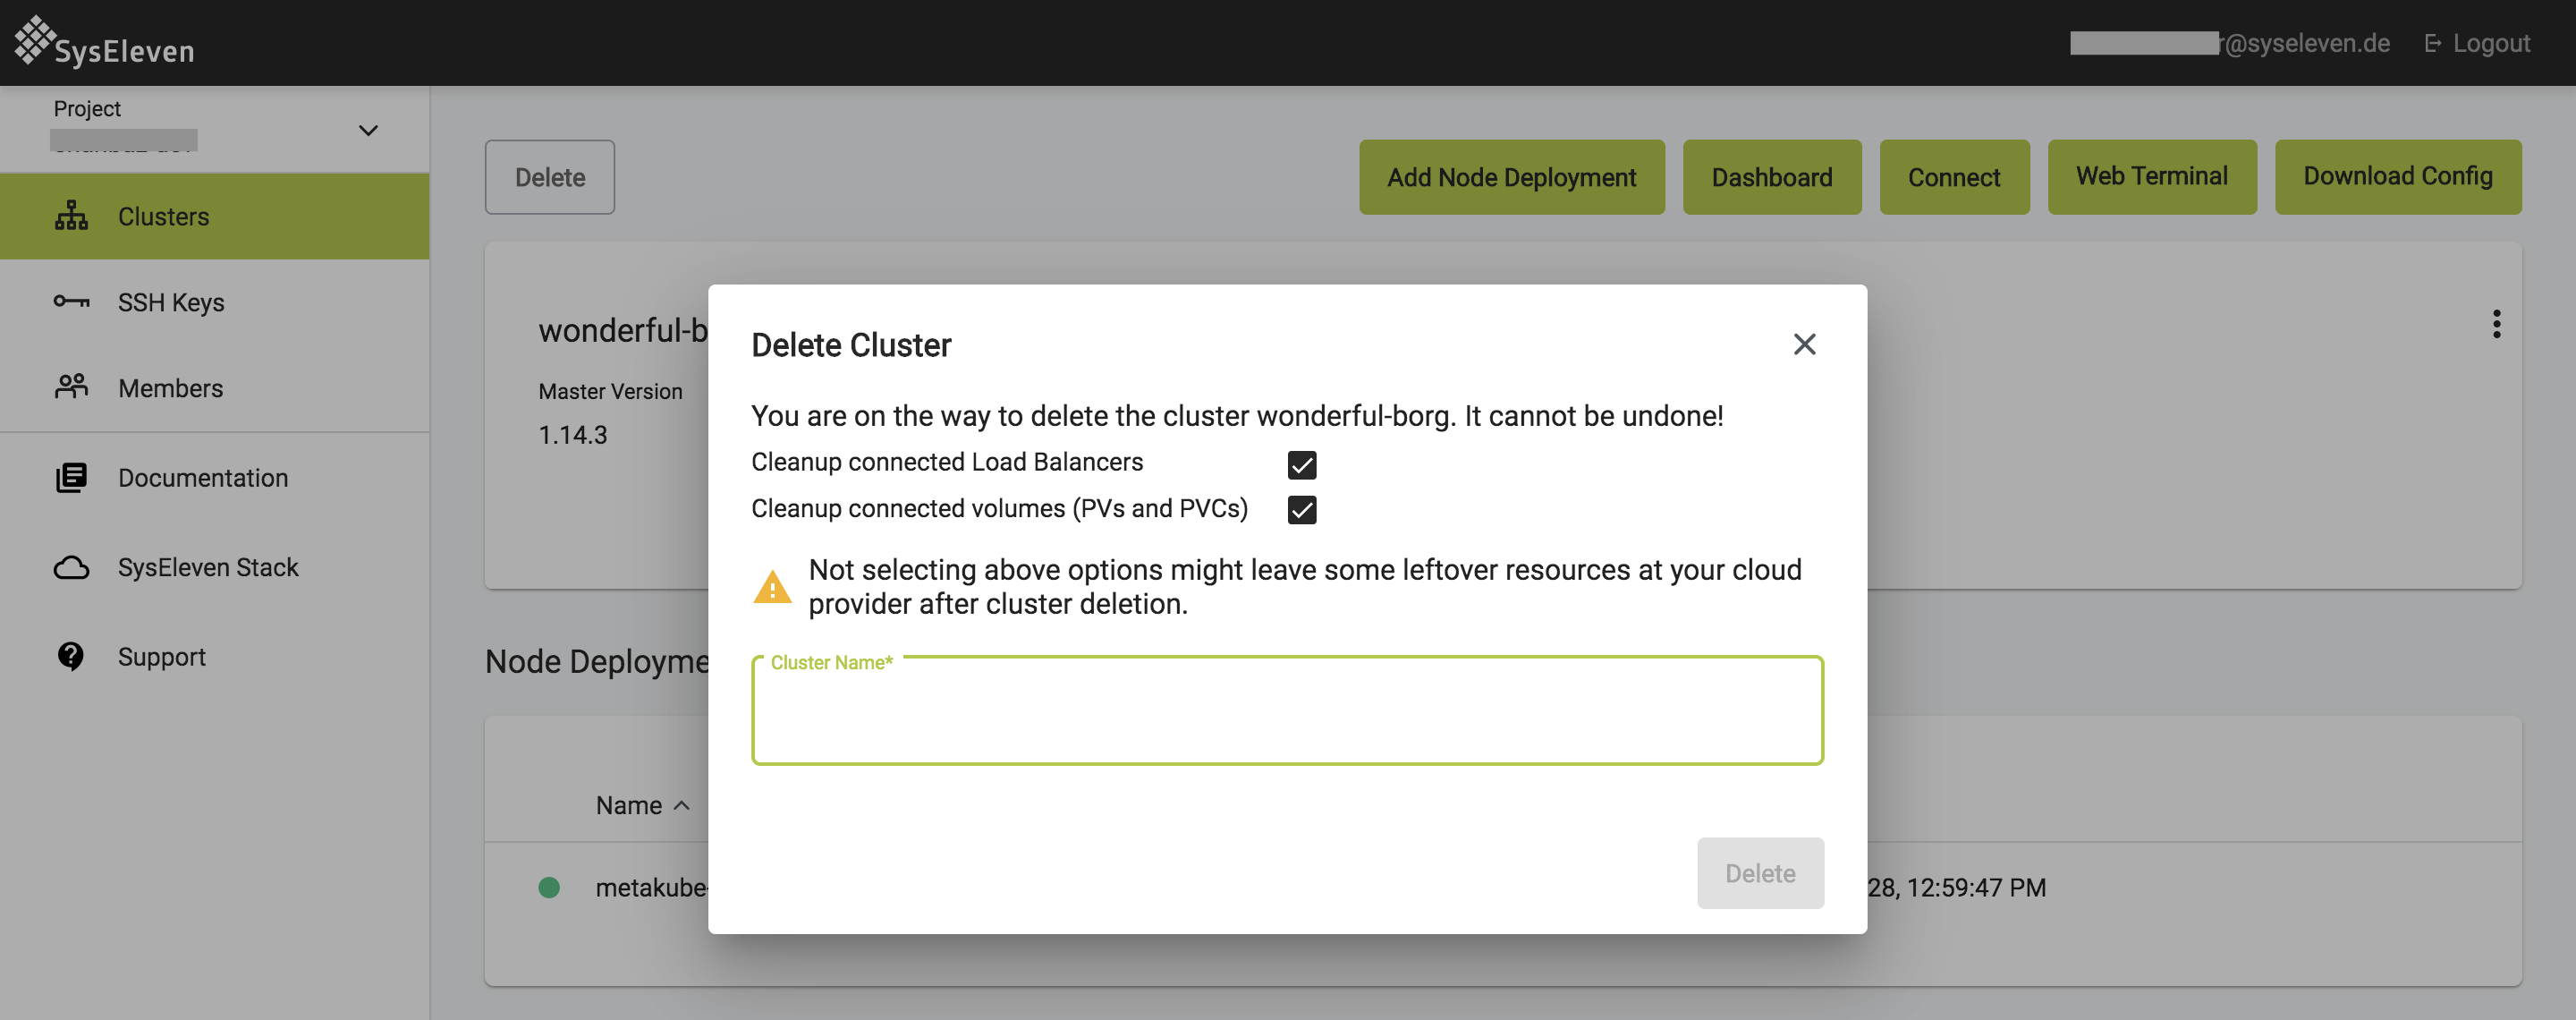 SysEleven
r@syseleven.de
Logout
Project
Clusters
SSH Keys
Members
Documentation
SysEleven Stack
Support
Delete
Add Node Deployment
Dashboard
Connect
Web Terminal
Download Config
wonderful-b
Master Version
1.14.3
Delete Cluster
You are on the way to delete the cluster wonderful-borg. It cannot be undone!
Cleanup connected Load Balancers
Cleanup connected volumes (PVs and PVCs)
Not selecting above options might leave some leftover resources at your cloud
provider after cluster deletion.
Cluster Name*
Delete
Node Deployme
Name
metakube-
28, 12:59:47 PM